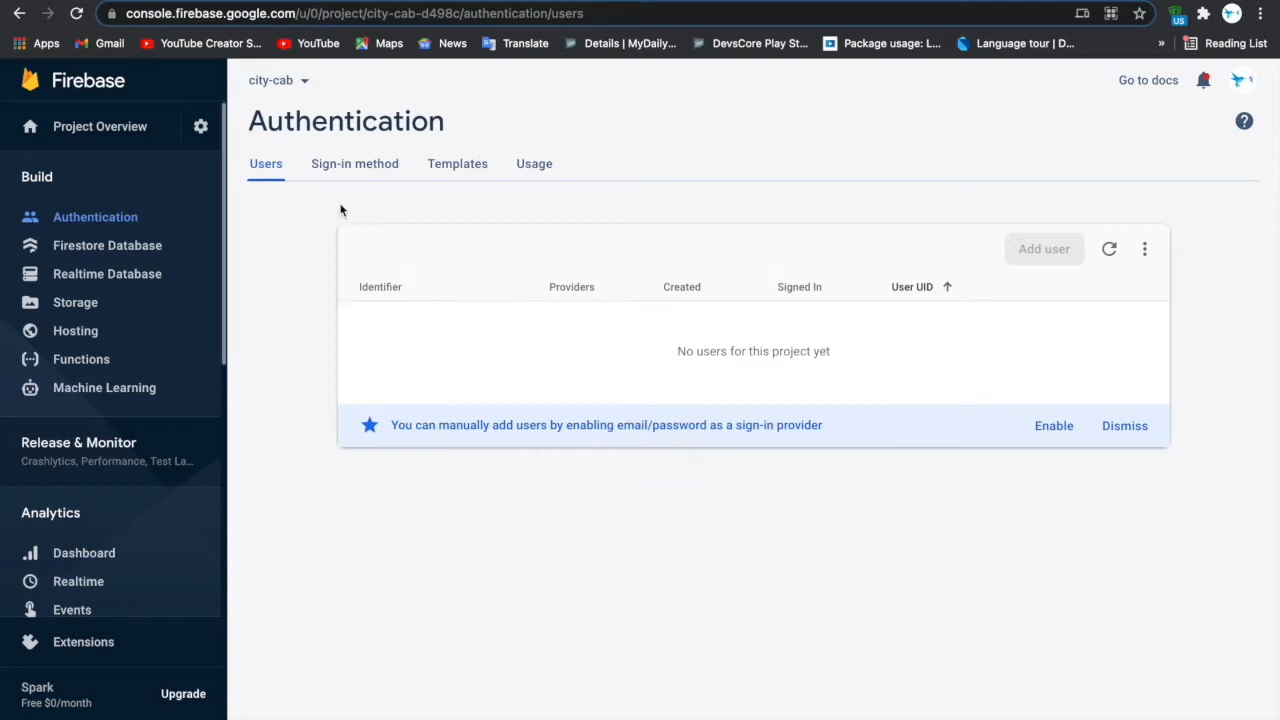 console.firebase.google.com/u/0/project/city-cab-d498c/authentication/users
Apps
Gmail
YouTube Creator S...
YouTube
Maps
News
Translate
Details | MyDaily...
DevsCore Play St...
Package usage: L...
Language tour | D...
»
Reading List
US
Firebase
Project Overview
Build
Authentication
Firestore Database
Realtime Database
Storage
Hosting
Functions
Machine Learning
Release & Monitor
Crashlytics, Performance, Test La...
Analytics
Dashboard
Realtime
Events
Extensions
Spark
Free $0/month
Upgrade
city-cab
Go to docs
Authentication
?
Users
Sign-in method
Templates
Usage
Add user
Identifier
Providers
Created
Signed In
User UID
No users for this project yet
You can manually add users by enabling email/password as a sign-in provider
Enable
Dismiss